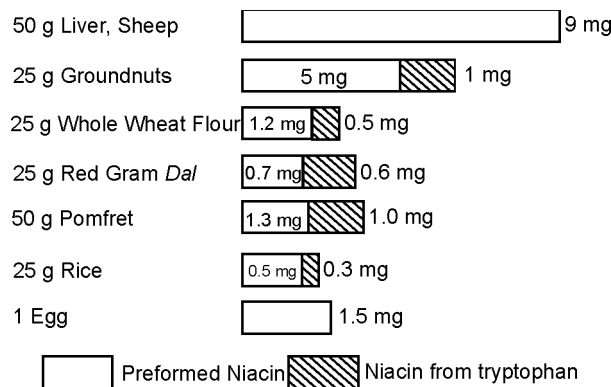 50 g Liver, Sheep 9 mg
25 g Groundnuts 5 mg 1 mg
25 g Whole Wheat Flour 1.2 mg 0.5 mg
25 g Red Gram Dal 0.7 mg 0.6 mg
50 g Pomfret 1.3 mg 1.0 mg
25 g Rice 0.5 mg 0.3 mg
1 Egg 1.5 mg
Preformed Niacin Niacin from tryptophan